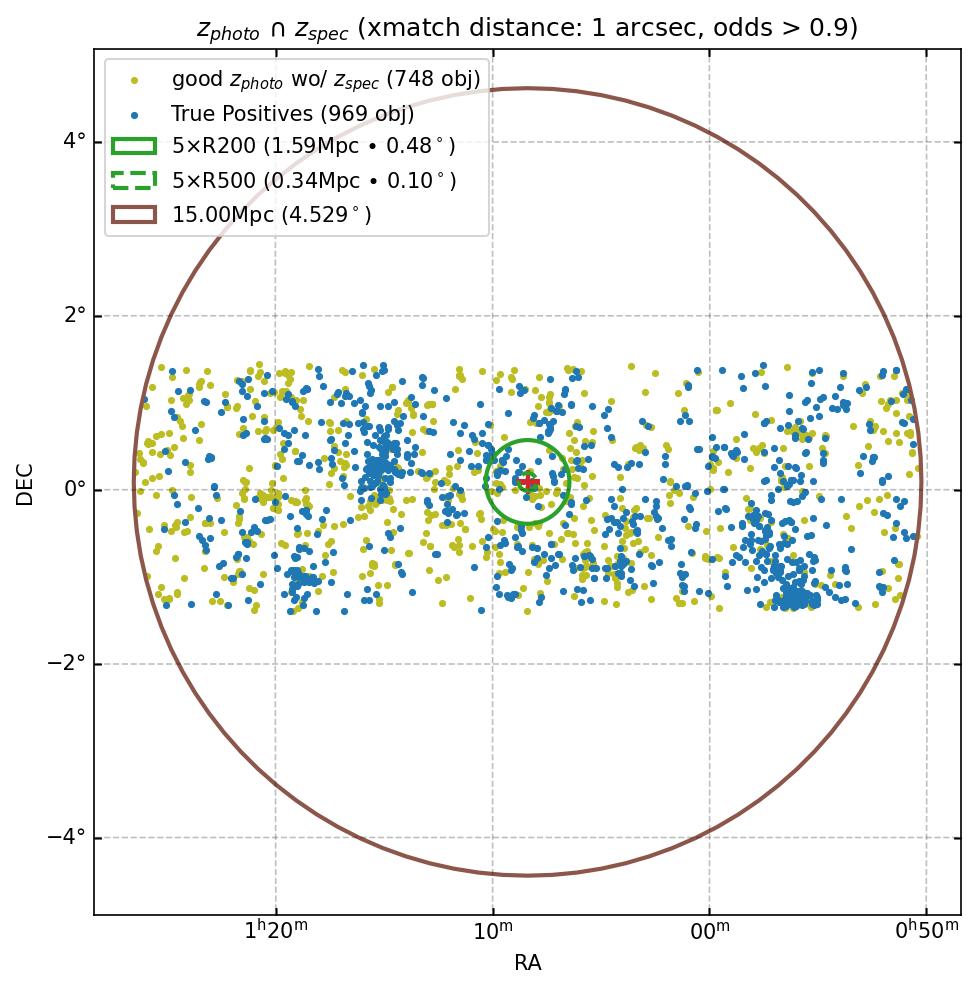 z_photo ∩ z_spec (xmatch distance: 1 arcsec, odds > 0.9)
good z_photo wo/ z_spec (748 obj)
True Positives (969 obj)
5×R200 (1.59Mpc • 0.48°)
5×R500 (0.34Mpc • 0.10°)
15.00Mpc (4.529°)
4°
2°
0°
−2°
−4°
DEC
1ʰ20ᵐ 10ᵐ 00ᵐ 0ʰ50ᵐ
RA